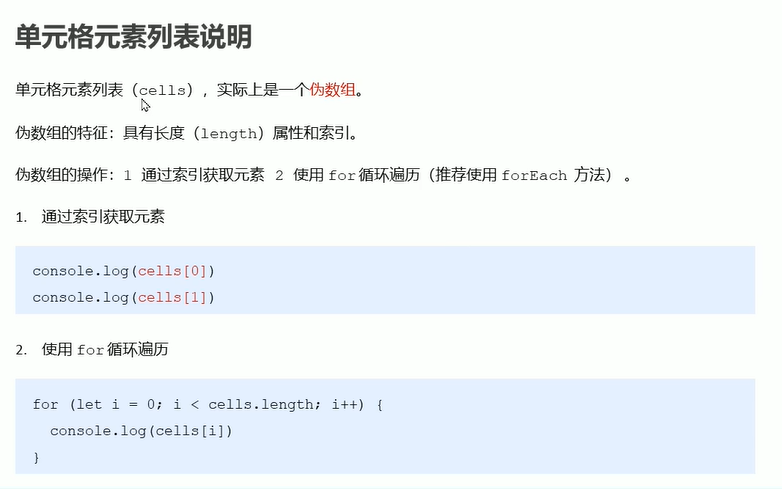 单元格元素列表说明
单元格元素列表（cells），实际上是一个伪数组。
伪数组的特征：具有长度（length）属性和索引。
伪数组的操作：1 通过索引获取元素 2 使用 for 循环遍历（推荐使用 forEach 方法）。
1. 通过索引获取元素
console.log(cells[0])
console.log(cells[1])
2. 使用 for 循环遍历
for (let i = 0; i < cells.length; i++) {
  console.log(cells[i])
}